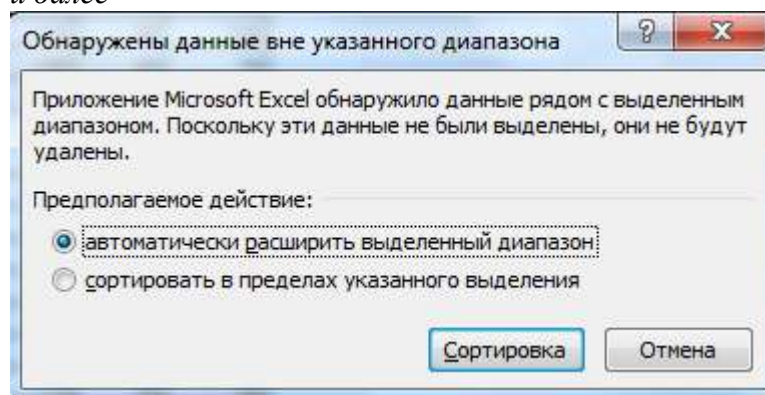 и далее
Обнаружены данные вне указанного диапазона
Приложение Microsoft Excel обнаружило данные рядом с выделенным
диапазоном. Поскольку эти данные не были выделены, они не будут
удалены.
Предполагаемое действие:
автоматически расширить выделенный диапазон
сортировать в пределах указанного выделения
Сортировка Отмена